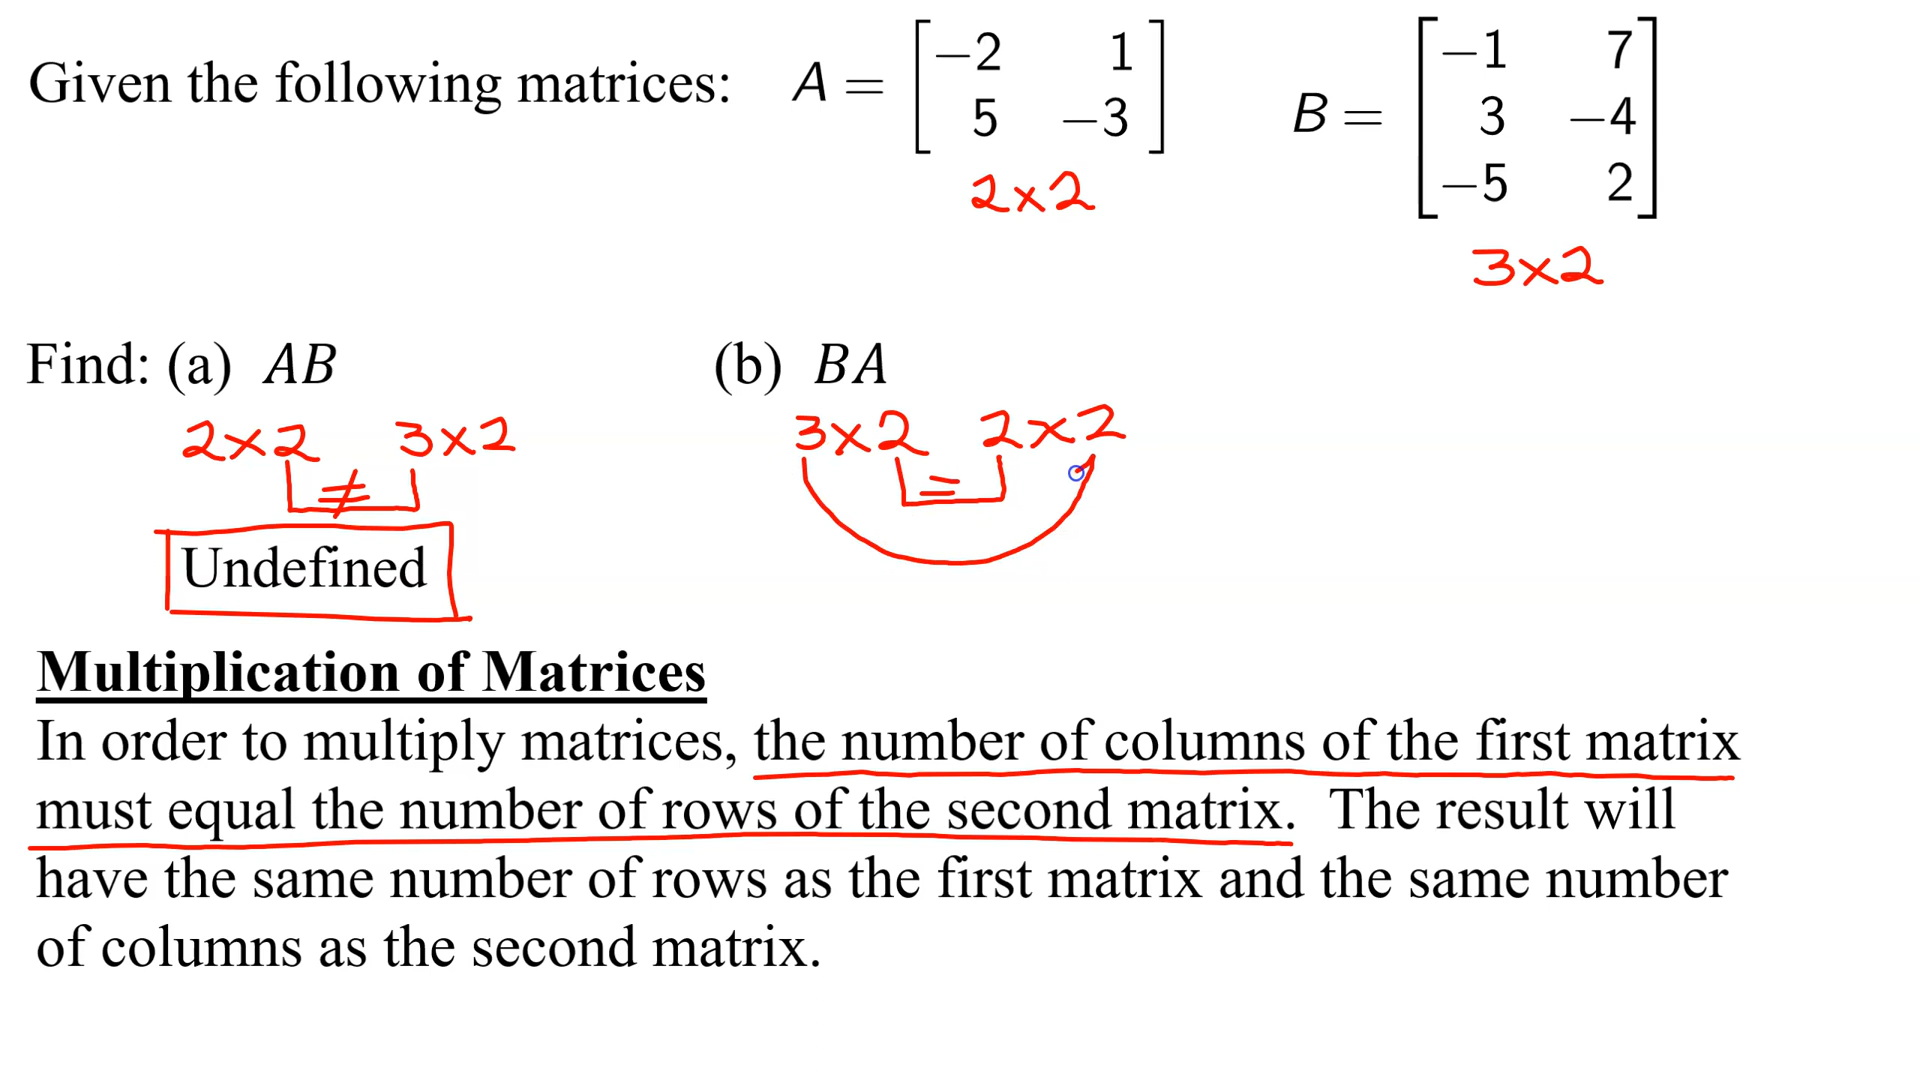 Given the following matrices: A = [−2 1
5 −3] B = [−1 7
3 −4
−5 2]
2×2
3×2
Find: (a) AB (b) BA
2×2 3×2 3×2 2×2
≠ =
Undefined
Multiplication of Matrices
In order to multiply matrices, the number of columns of the first matrix
must equal the number of rows of the second matrix. The result will
have the same number of rows as the first matrix and the same number
of columns as the second matrix.